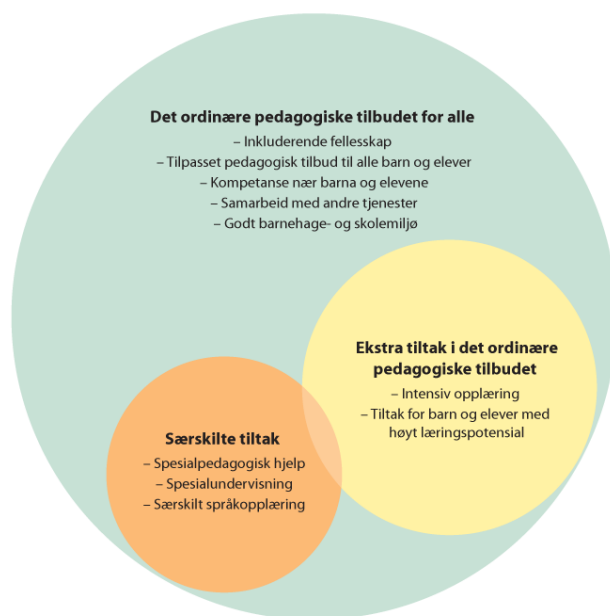 Det ordinære pedagogiske tilbudet for alle
– Inkluderende fellesskap
– Tilpasset pedagogisk tilbud til alle barn og elever
– Kompetanse nær barna og elevene
– Samarbeid med andre tjenester
– Godt barnehage- og skolemiljø
Ekstra tiltak i det ordinære
pedagogiske tilbudet
– Intensiv opplæring
– Tiltak for barn og elever med
høyt læringspotensial
Særskilte tiltak
– Spesialpedagogisk hjelp
– Spesialundervisning
– Særskilt språkopplæring